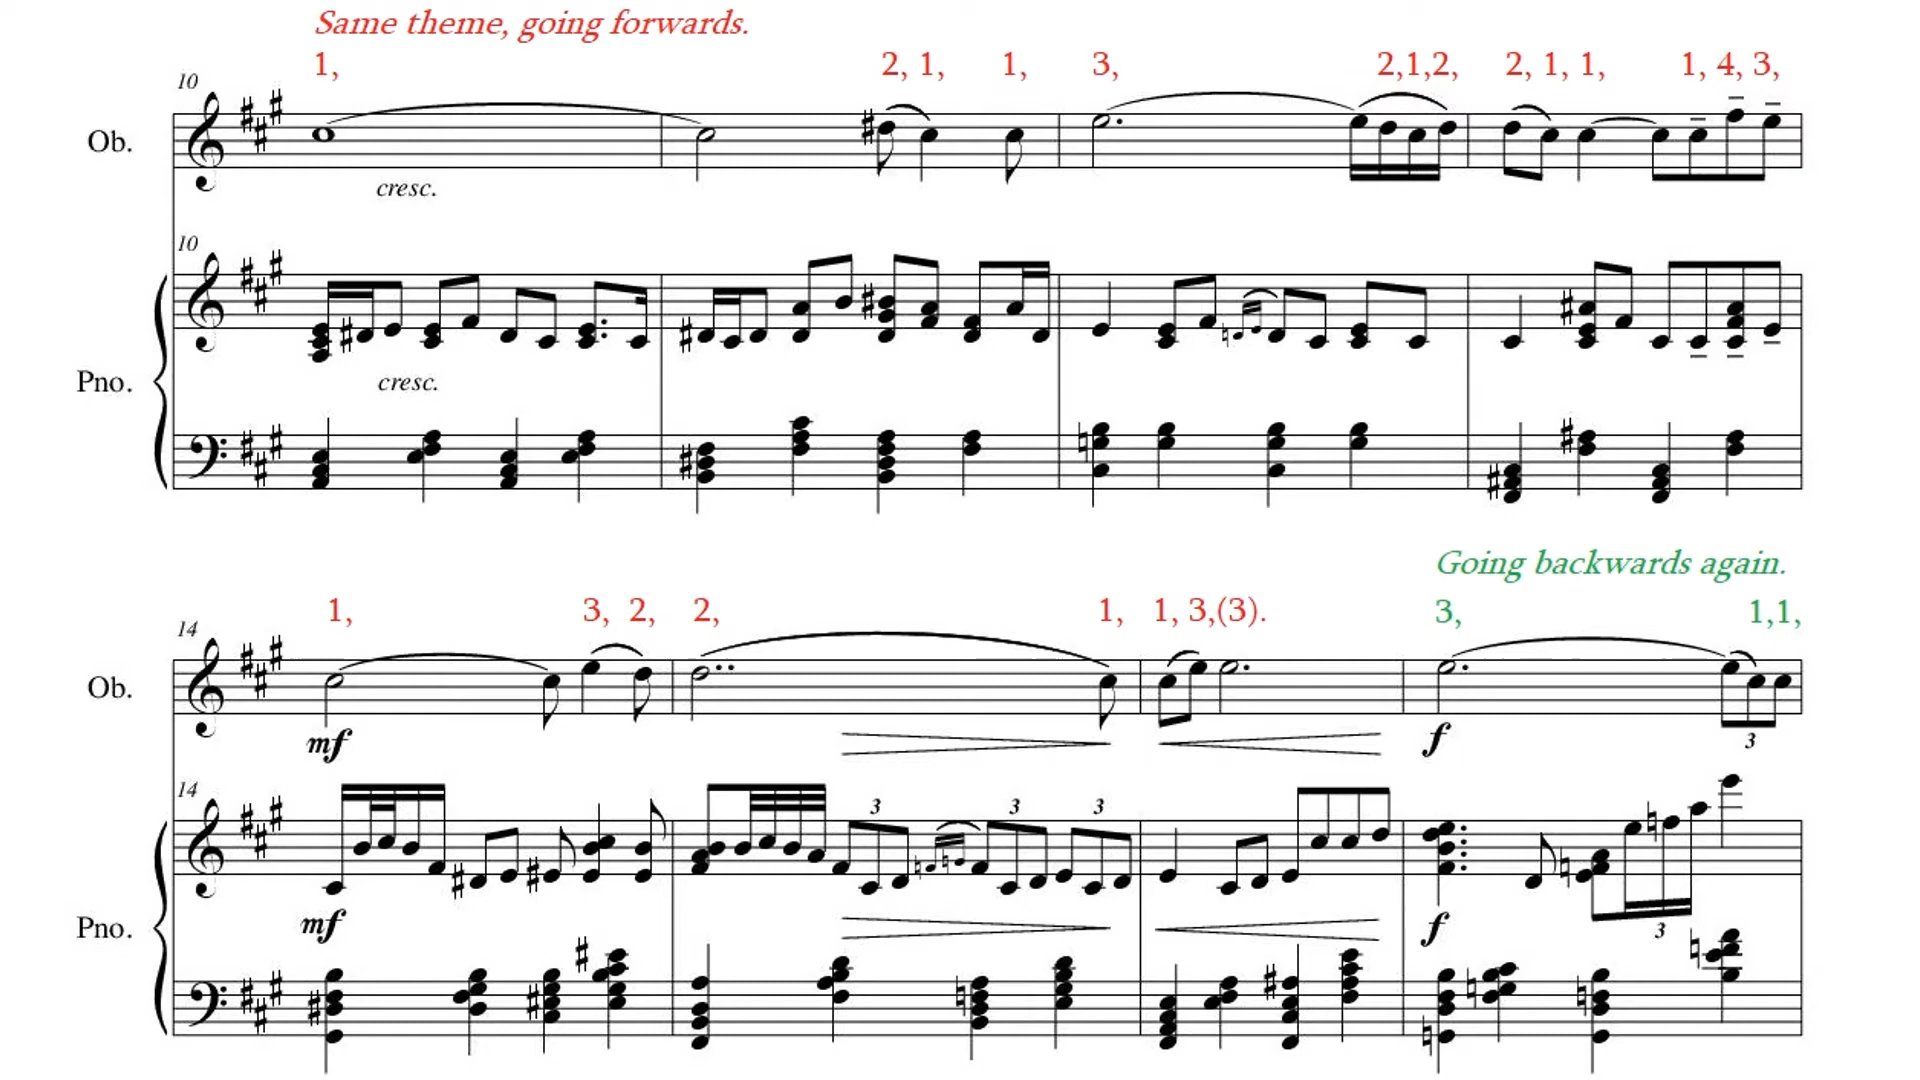 Same theme, going forwards.
1, 2, 1, 1, 3, 2,1,2, 2, 1, 1, 1, 4, 3,
10
Ob.
cresc.
10
Pno.
cresc.
Going backwards again.
1, 3, 2, 2, 1, 1, 3,(3). 3, 1,1,
14
Ob.
mf f 3
14
3 3 3
Pno.
mf f 3